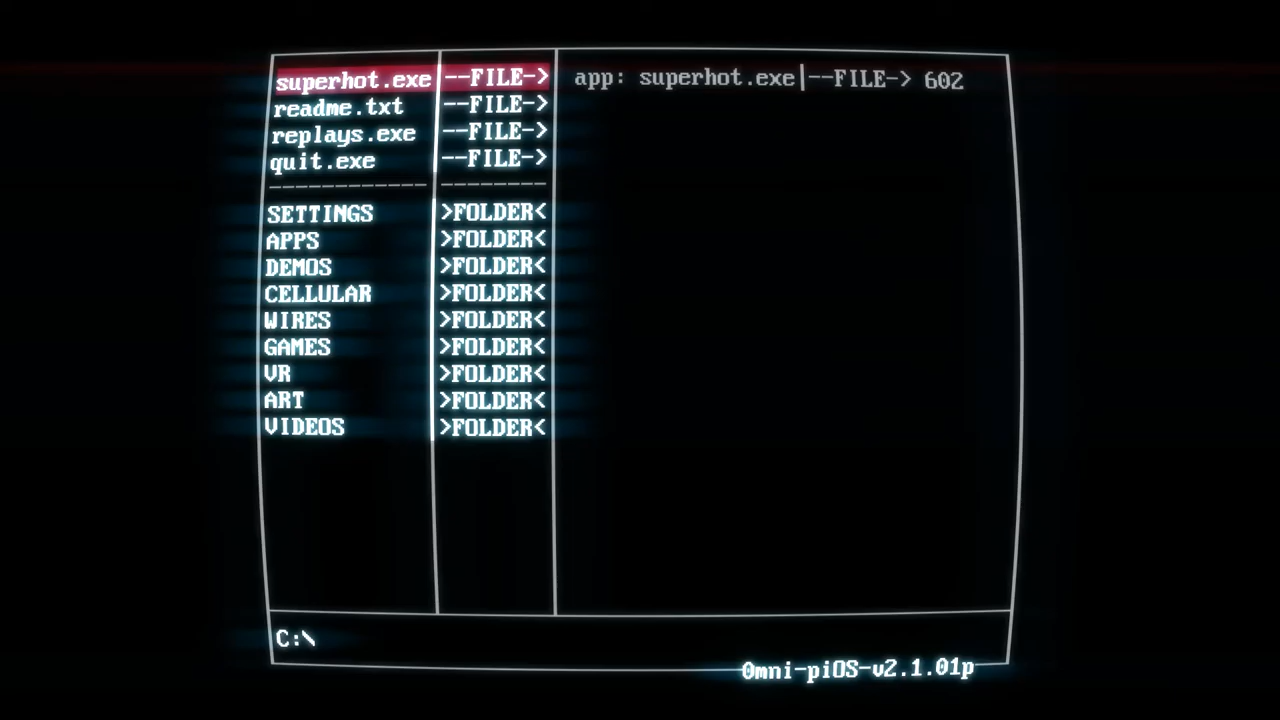 superhot.exe --FILE-> app: superhot.exe|--FILE-> 602
readme.txt --FILE->
replays.exe --FILE->
quit.exe --FILE->
------------ --------
SETTINGS >FOLDER<
APPS >FOLDER<
DEMOS >FOLDER<
CELLULAR >FOLDER<
WIRES >FOLDER<
GAMES >FOLDER<
VR >FOLDER<
ART >FOLDER<
VIDEOS >FOLDER<
C:\
0mni-piOS-v2.1.01p